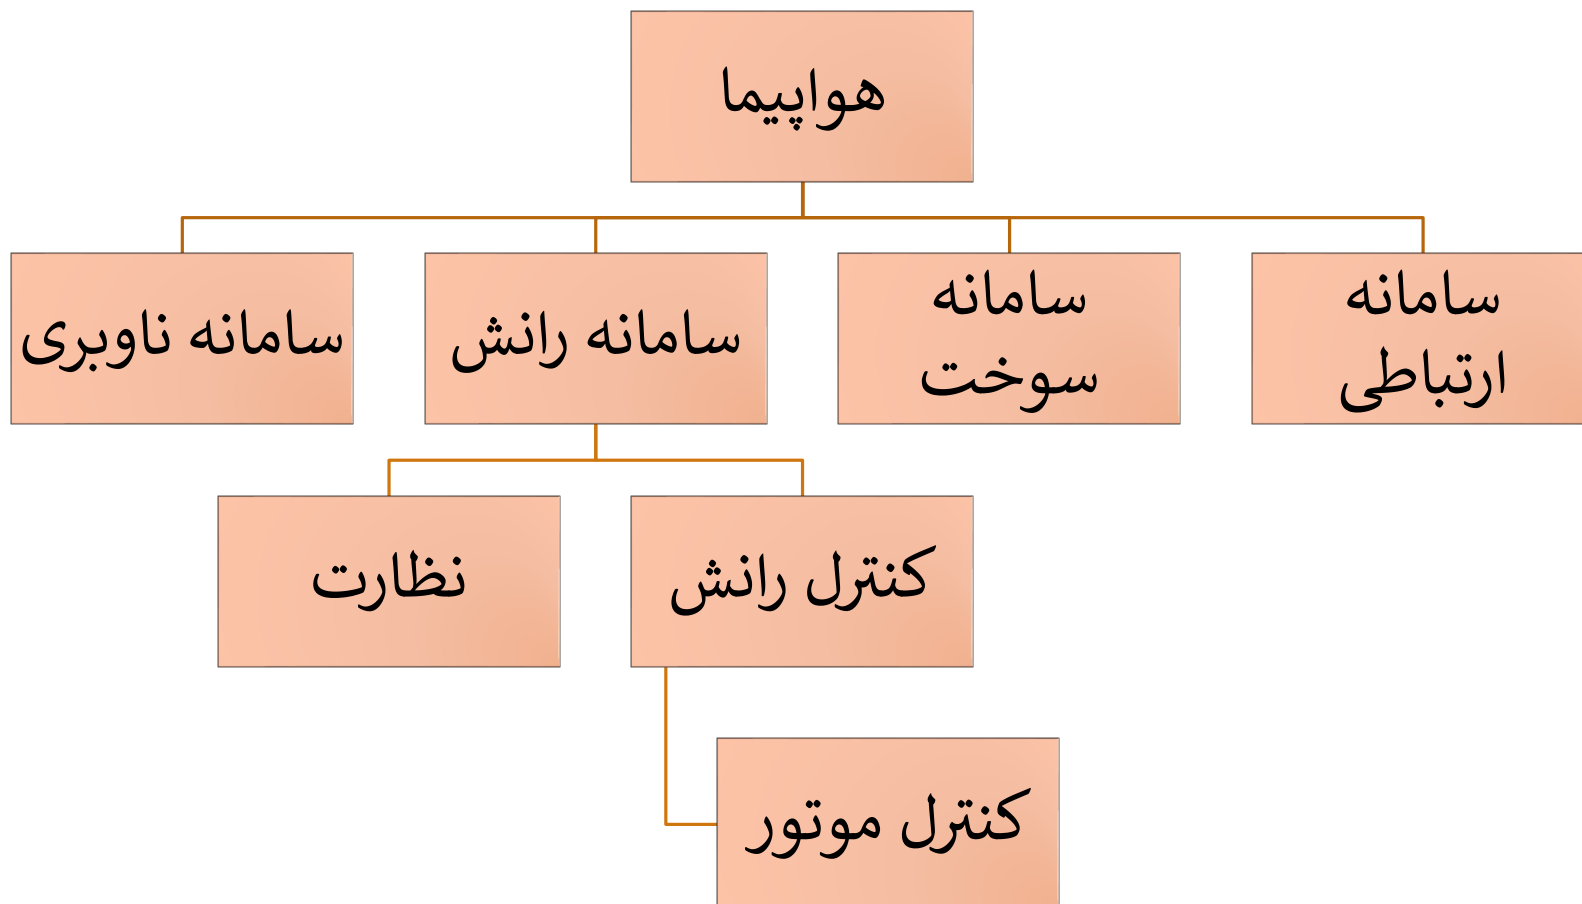 هواپیما
سامانه ارتباطی
سامانه سوخت
سامانه رانش
سامانه ناوبری
کنترل رانش
نظارت
کنترل موتور